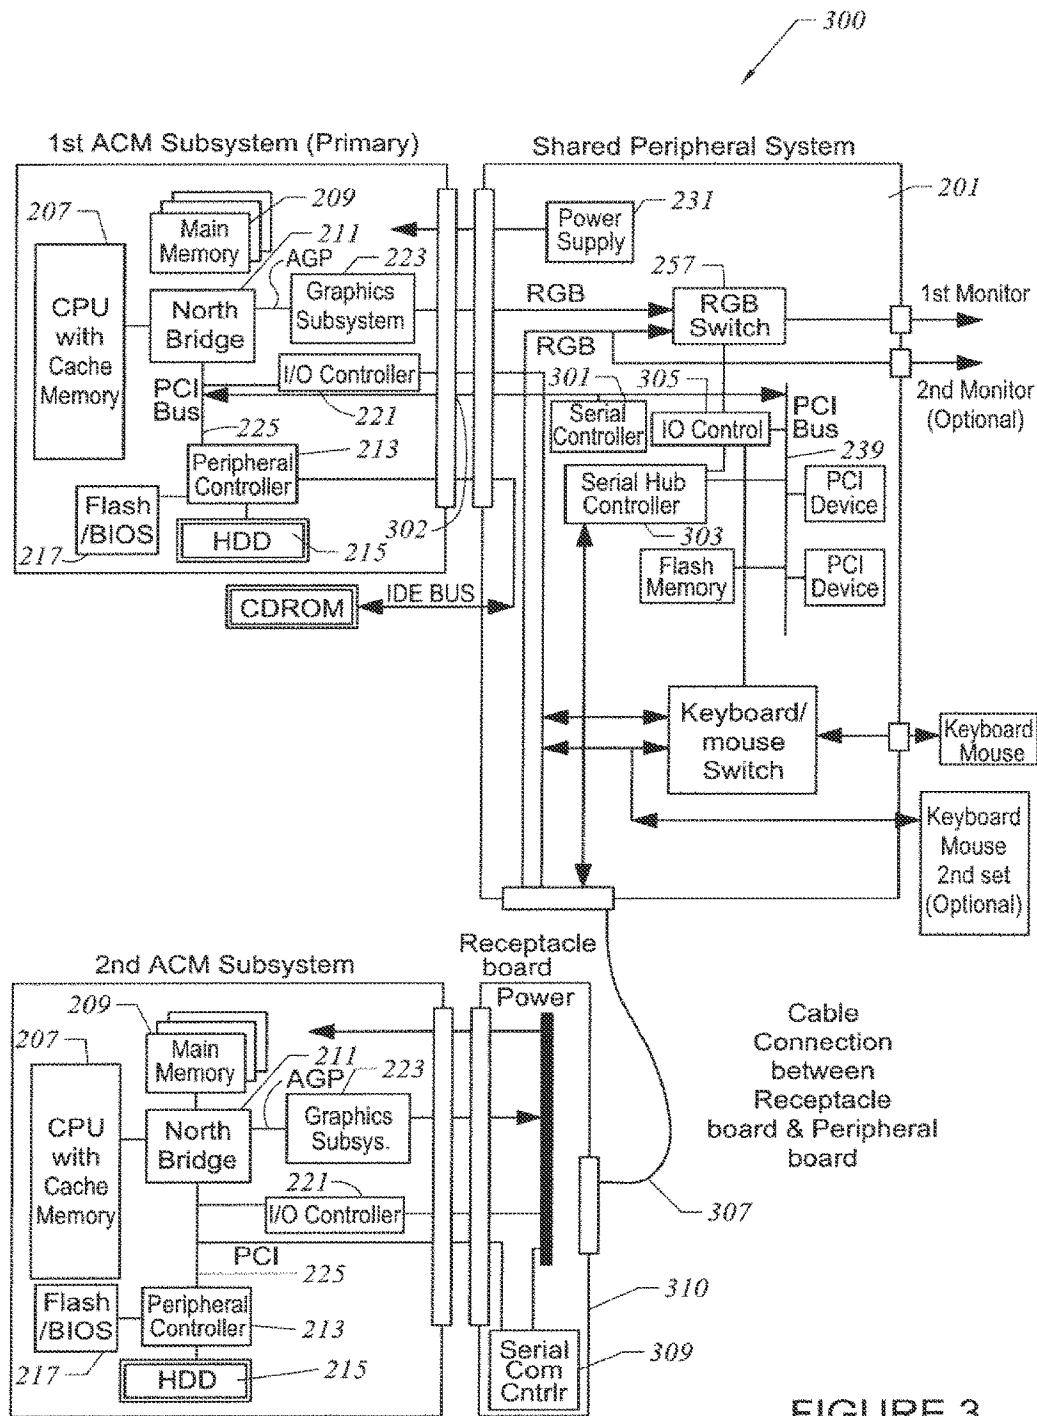 300
1st ACM Subsystem (Primary)
207
209
Main
Memory
211
AGP
223
CPU
with
Cache
Memory
North
Bridge
Graphics
Subsystem
I/O Controller
221
PCI
Bus
225
213
Peripheral
Controller
Flash
/BIOS
217
HDD
215
302
CDROM
IDE BUS
Shared Peripheral System
201
Power
Supply
231
257
RGB
RGB
Switch
RGB
1st Monitor
2nd Monitor
(Optional)
301
305
Serial
Controller
IO Control
PCI
Bus
239
Serial Hub
Controller
303
PCI
Device
Flash
Memory
PCI
Device
Keyboard/
mouse
Switch
Keyboard
Mouse
Keyboard
Mouse
2nd set
(Optional)
2nd ACM Subsystem
209
207
Main
Memory
211
AGP
223
CPU
with
Cache
Memory
North
Bridge
Graphics
Subsys.
221
I/O Controller
PCI
225
Flash
/BIOS
Peripheral
Controller
213
217
HDD
215
Receptacle
board
Power
Serial
Com
Cntrlr
309
310
307
Cable
Connection
between
Receptacle
board & Peripheral
board
FIGURE 3